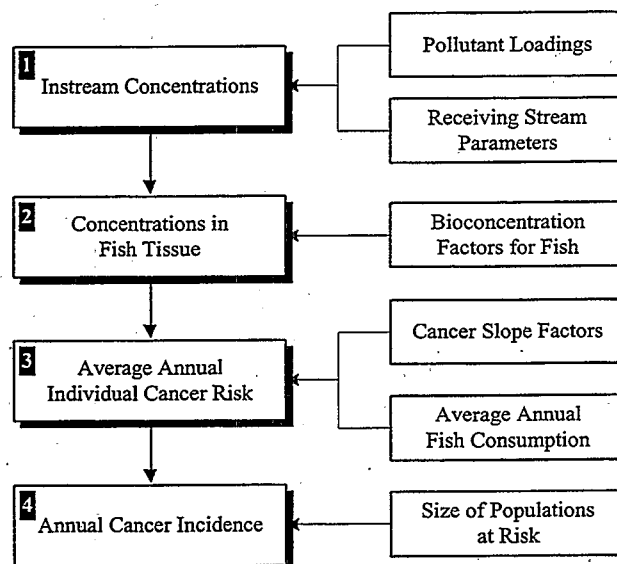 1
Instream Concentrations
Pollutant Loadings
Receiving Stream
Parameters
2
Concentrations in
Fish Tissue
Bioconcentration
Factors for Fish
3
Average Annual
Individual Cancer Risk
Cancer Slope Factors
Average Annual
Fish Consumption
4
Annual Cancer Incidence
Size of Populations
at Risk